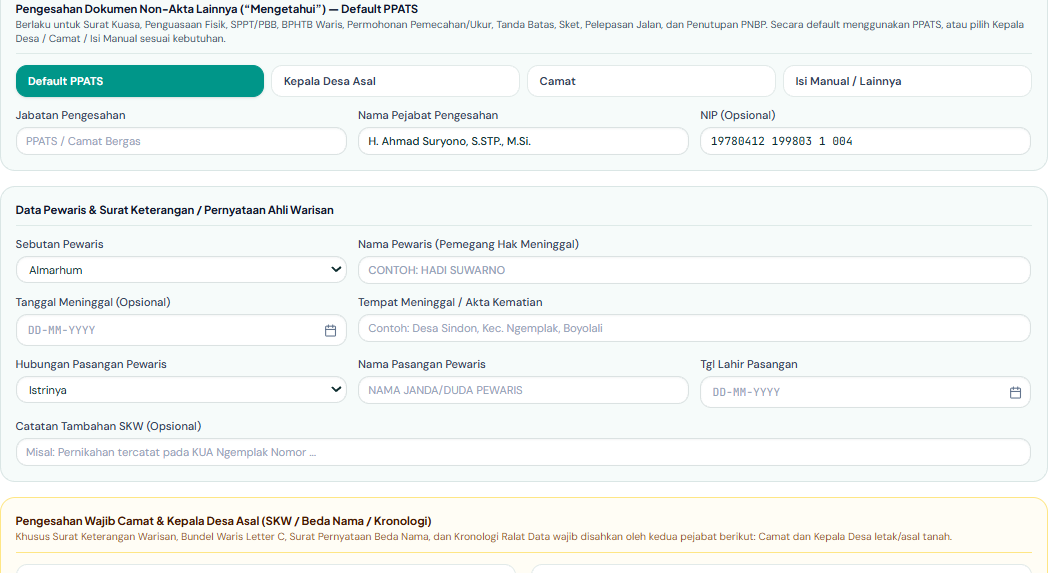 Pengesahan Dokumen Non-Akta Lainnya (“Mengetahui”) — Default PPATS
Berlaku untuk Surat Kuasa, Penguasaan Fisik, SPPT/PBB, BPHTB Waris, Permohonan Pemecahan/Ukur, Tanda Batas, Sket, Pelepasan Jalan, dan Penutupan PNBP. Secara default menggunakan PPATS, atau pilih Kepala
Desa / Camat / Isi Manual sesuai kebutuhan.
Default PPATS
Kepala Desa Asal
Camat
Isi Manual / Lainnya
Jabatan Pengesahan
Nama Pejabat Pengesahan
NIP (Opsional)
PPATS / Camat Bergas
H. Ahmad Suryono, S.STP., M.Si.
19780412 199803 1 004
Data Pewaris & Surat Keterangan / Pernyataan Ahli Warisan
Sebutan Pewaris
Nama Pewaris (Pemegang Hak Meninggal)
Almarhum
CONTOH: HADI SUWARNO
Tanggal Meninggal (Opsional)
Tempat Meninggal / Akta Kematian
DD-MM-YYYY
Contoh: Desa Sindon, Kec. Ngemplak, Boyolali
Hubungan Pasangan Pewaris
Nama Pasangan Pewaris
Tgl Lahir Pasangan
Istrinya
NAMA JANDA/DUDA PEWARIS
DD-MM-YYYY
Catatan Tambahan SKW (Opsional)
Misal: Pernikahan tercatat pada KUA Ngemplak Nomor ...
Pengesahan Wajib Camat & Kepala Desa Asal (SKW / Beda Nama / Kronologi)
Khusus Surat Keterangan Warisan, Bundel Waris Letter C, Surat Pernyataan Beda Nama, dan Kronologi Ralat Data wajib disahkan oleh kedua pejabat berikut: Camat dan Kepala Desa letak/asal tanah.